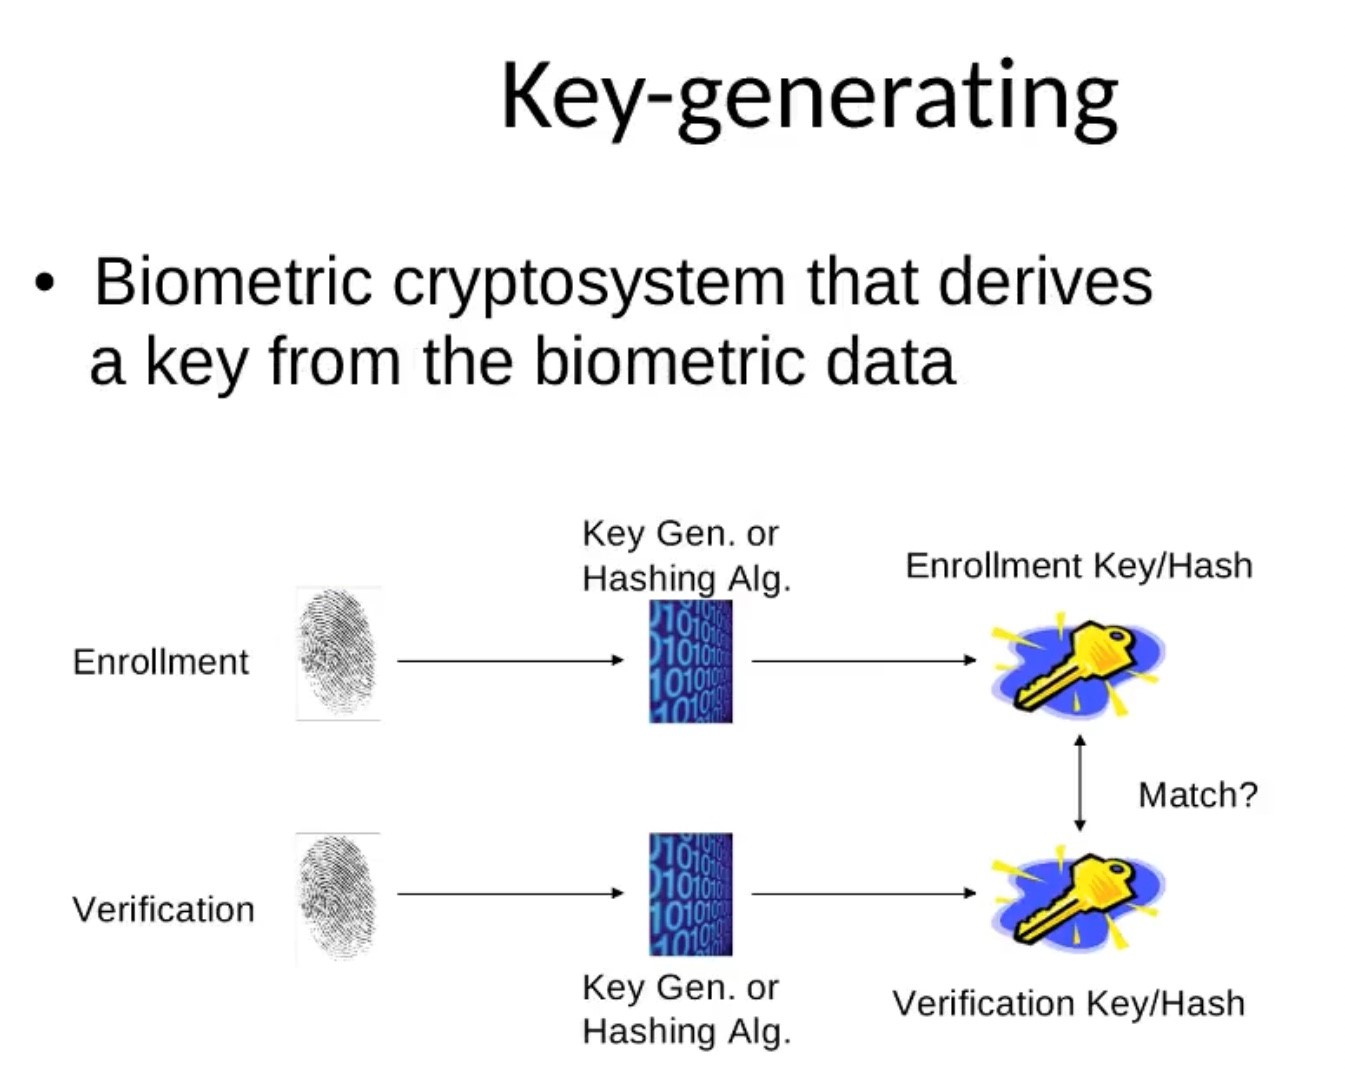 Key-generating
• Biometric cryptosystem that derives
a key from the biometric data
Key Gen. or
Hashing Alg.
Enrollment Key/Hash
Enrollment
Match?
Verification
Key Gen. or
Hashing Alg.
Verification Key/Hash